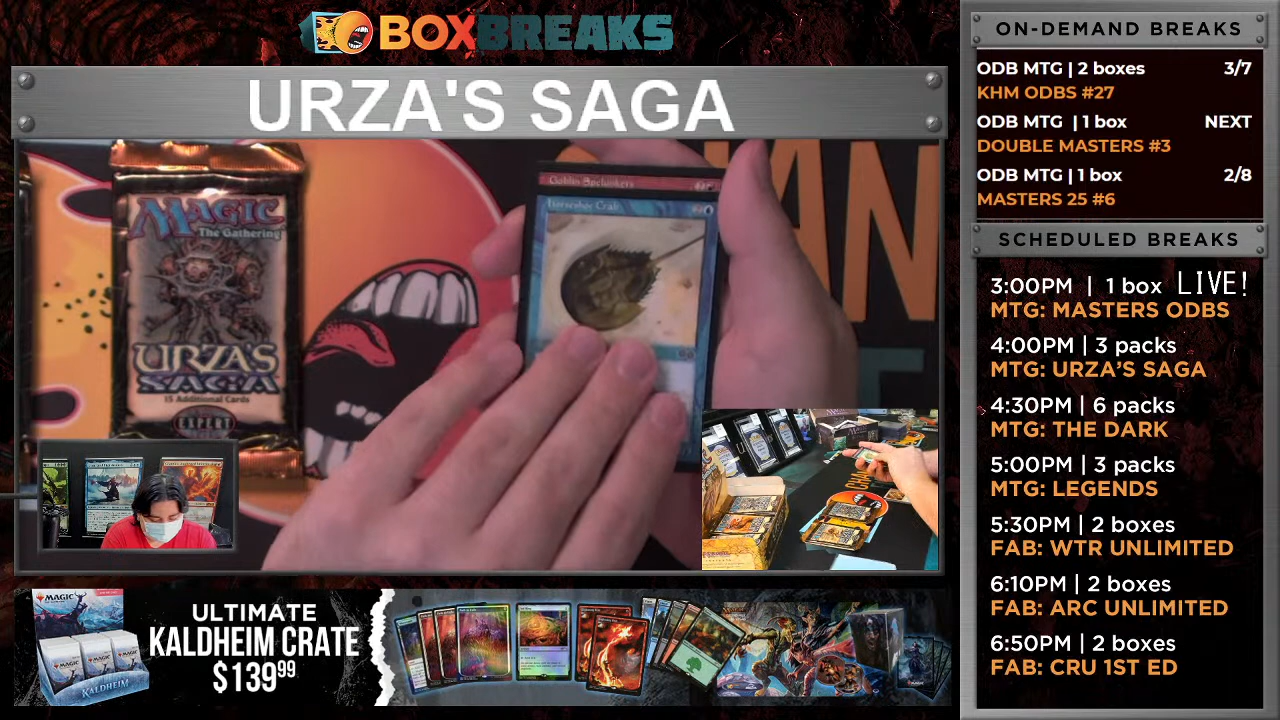 BOXBREAKS
URZA'S SAGA
MAGIC
The Gathering
URZA'S
SAGA
15 Additional Cards
EXPERT
Goblin Spelunkers
Horseshoe Crab
ULTIMATE
KALDHEIM CRATE
$139.99
MAGIC
KALDHEIM
ON-DEMAND BREAKS
ODB MTG | 2 boxes 3/7
KHM ODBS #27
ODB MTG | 1 box NEXT
DOUBLE MASTERS #3
ODB MTG | 1 box 2/8
MASTERS 25 #6
SCHEDULED BREAKS
3:00PM | 1 box LIVE!
MTG: MASTERS ODBS
4:00PM | 3 packs
MTG: URZA'S SAGA
4:30PM | 6 packs
MTG: THE DARK
5:00PM | 3 packs
MTG: LEGENDS
5:30PM | 2 boxes
FAB: WTR UNLIMITED
6:10PM | 2 boxes
FAB: ARC UNLIMITED
6:50PM | 2 boxes
FAB: CRU 1ST ED